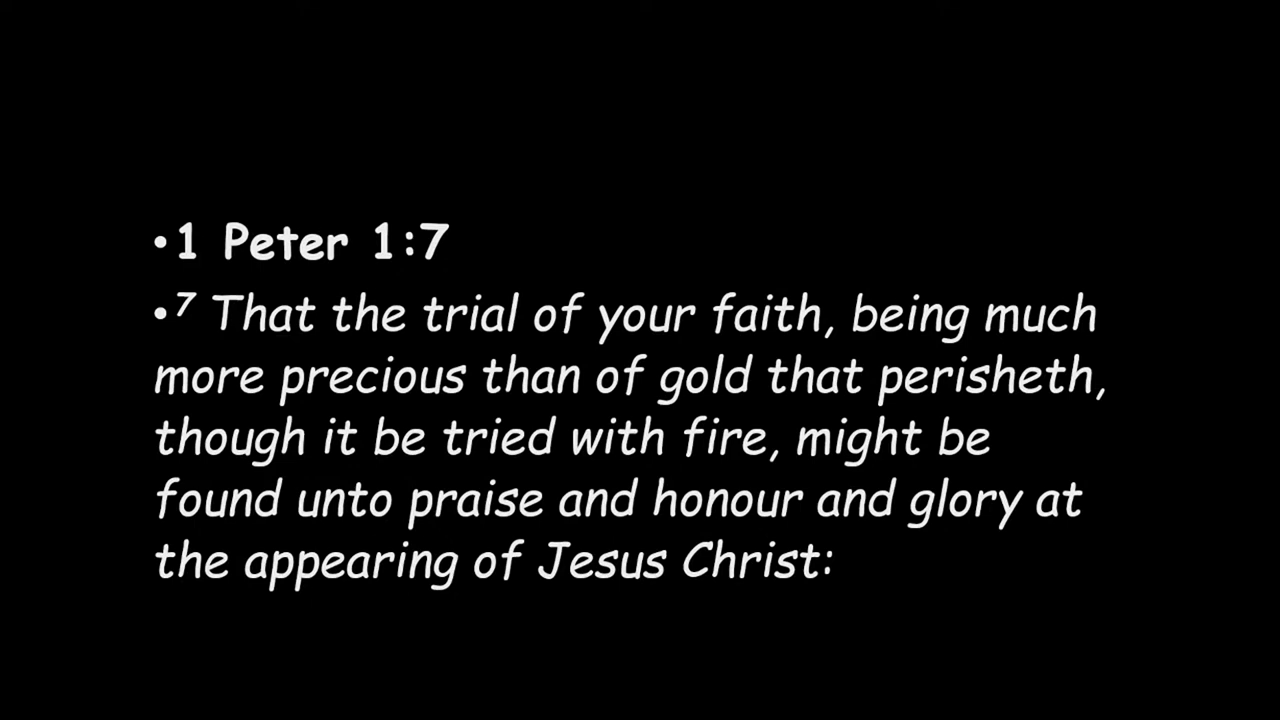 •1 Peter 1:7
•⁷ That the trial of your faith, being much
more precious than of gold that perisheth,
though it be tried with fire, might be
found unto praise and honour and glory at
the appearing of Jesus Christ: